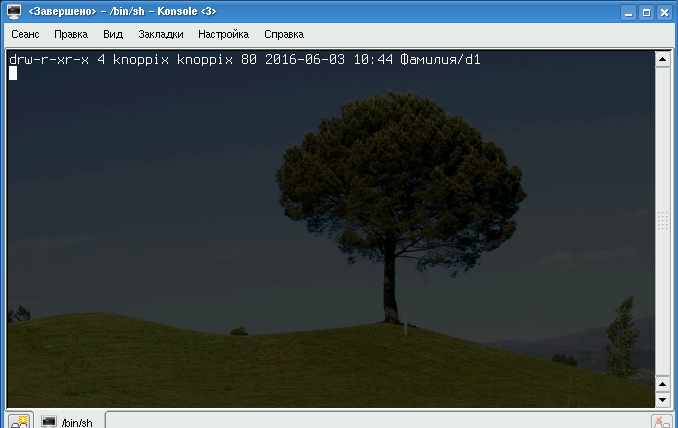 <Завершено> – /bin/sh – Konsole <3>
Сеанс Правка Вид Закладки Настройка Справка
drw-r-xr-x 4 knoppix knoppix 80 2016-06-03 10:44 Фамилия/d1
/bin/sh